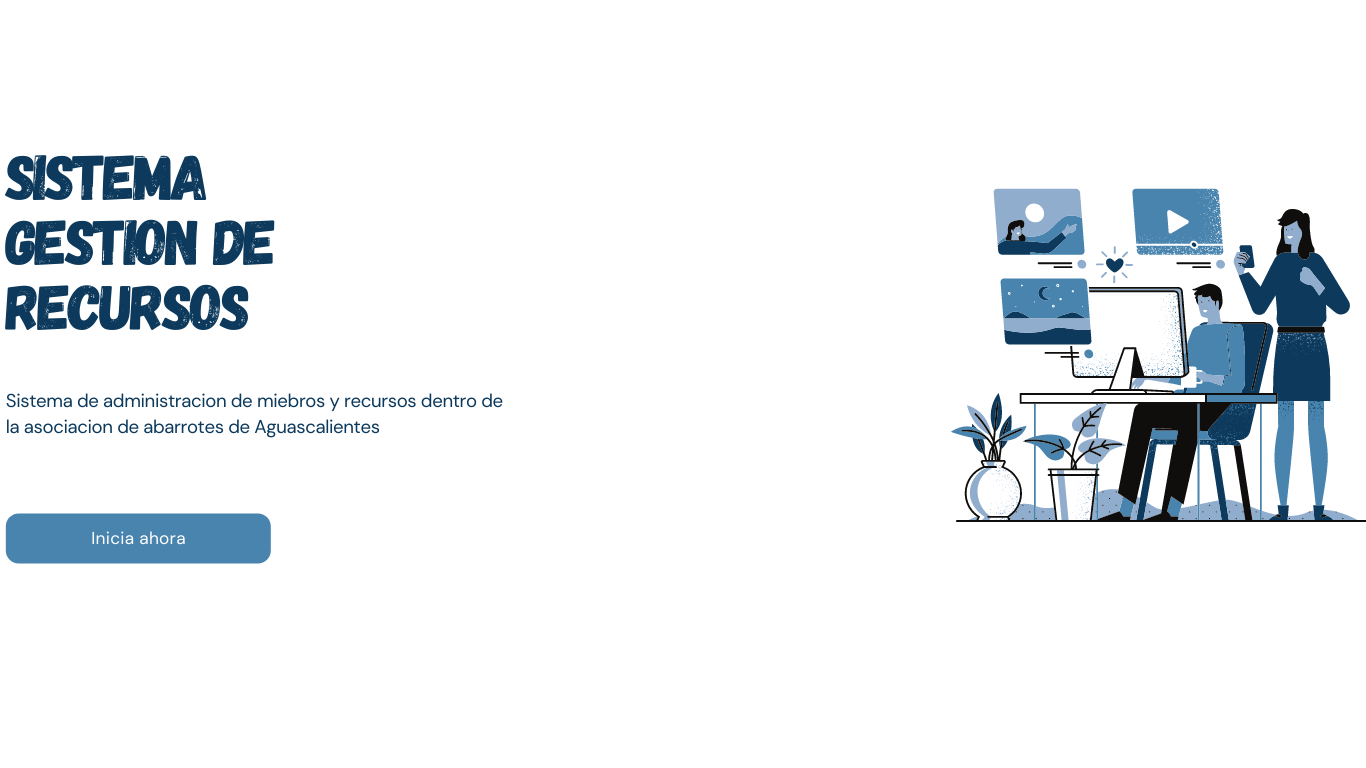 SISTEMA
GESTION DE
RECURSOS
Sistema de administracion de miebros y recursos dentro de
la asociacion de abarrotes de Aguascalientes
Inicia ahora